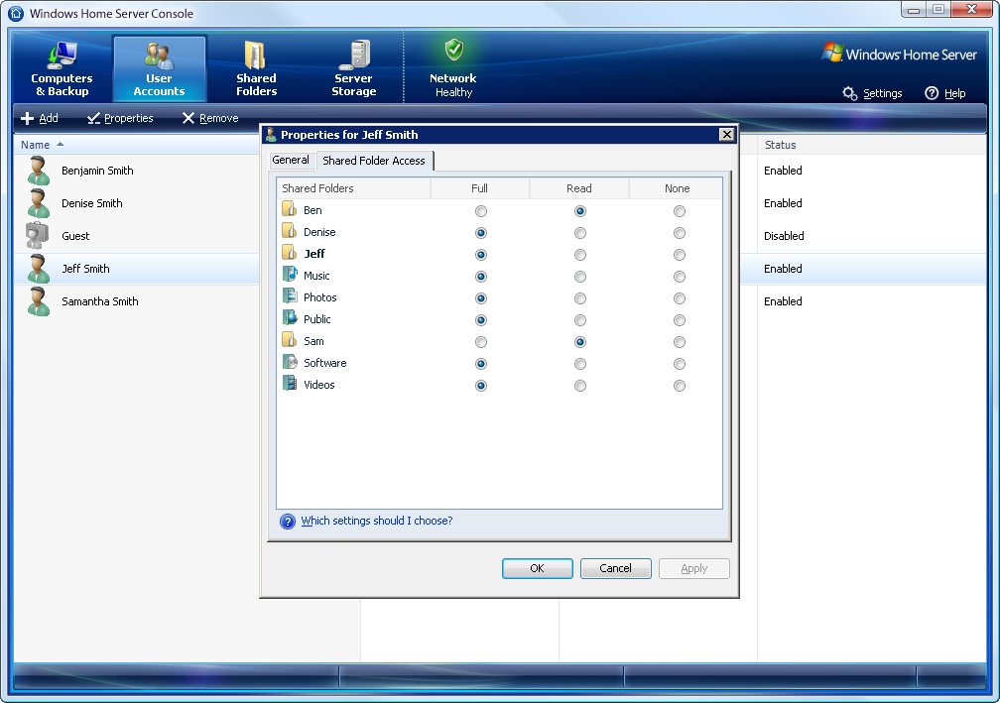 Windows Home Server Console
Computers & Backup
User Accounts
Shared Folders
Server Storage
Network Healthy
Windows Home Server
Settings
Help
Add
Properties
Remove
Name
Status
Benjamin Smith
Enabled
Denise Smith
Enabled
Guest
Disabled
Jeff Smith
Enabled
Samantha Smith
Enabled
Properties for Jeff Smith
General
Shared Folder Access
Shared Folders Full Read None
Ben
Denise
Jeff
Music
Photos
Public
Sam
Software
Videos
Which settings should I choose?
OK
Cancel
Apply